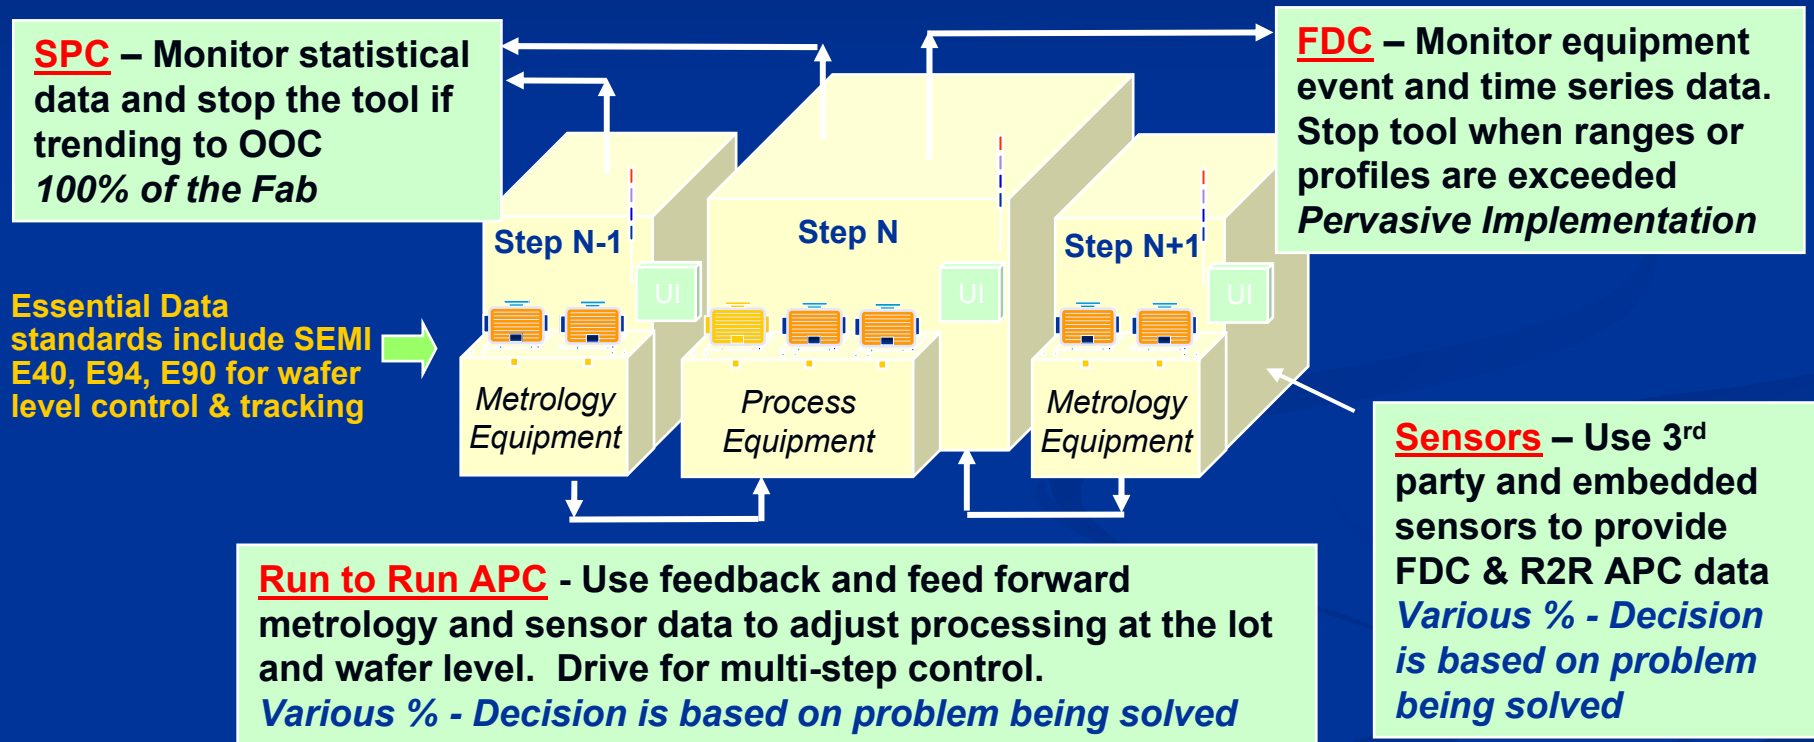 SPC – Monitor statistical
data and stop the tool if
trending to OOC
100% of the Fab
FDC – Monitor equipment
event and time series data.
Stop tool when ranges or
profiles are exceeded
Pervasive Implementation
Step N-1
Step N
Step N+1
UI
UI
UI
Essential Data
standards include SEMI
E40, E94, E90 for wafer
level control & tracking
Metrology
Equipment
Process
Equipment
Metrology
Equipment
Sensors – Use 3rd
party and embedded
sensors to provide
FDC & R2R APC data
Various % - Decision
is based on problem
being solved
Run to Run APC - Use feedback and feed forward
metrology and sensor data to adjust processing at the lot
and wafer level. Drive for multi-step control.
Various % - Decision is based on problem being solved